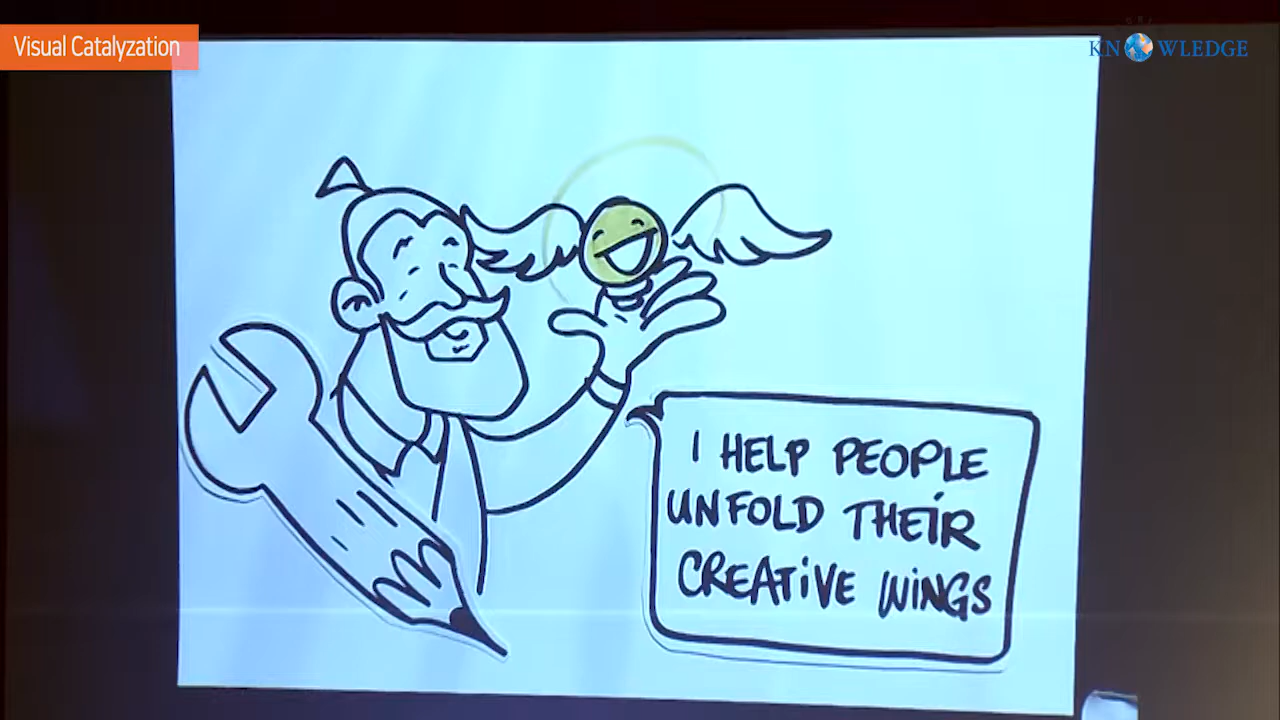 Visual Catalyzation
KNOWLEDGE
I HELP PEOPLE
UNFOLD THEIR
CREATIVE WINGS